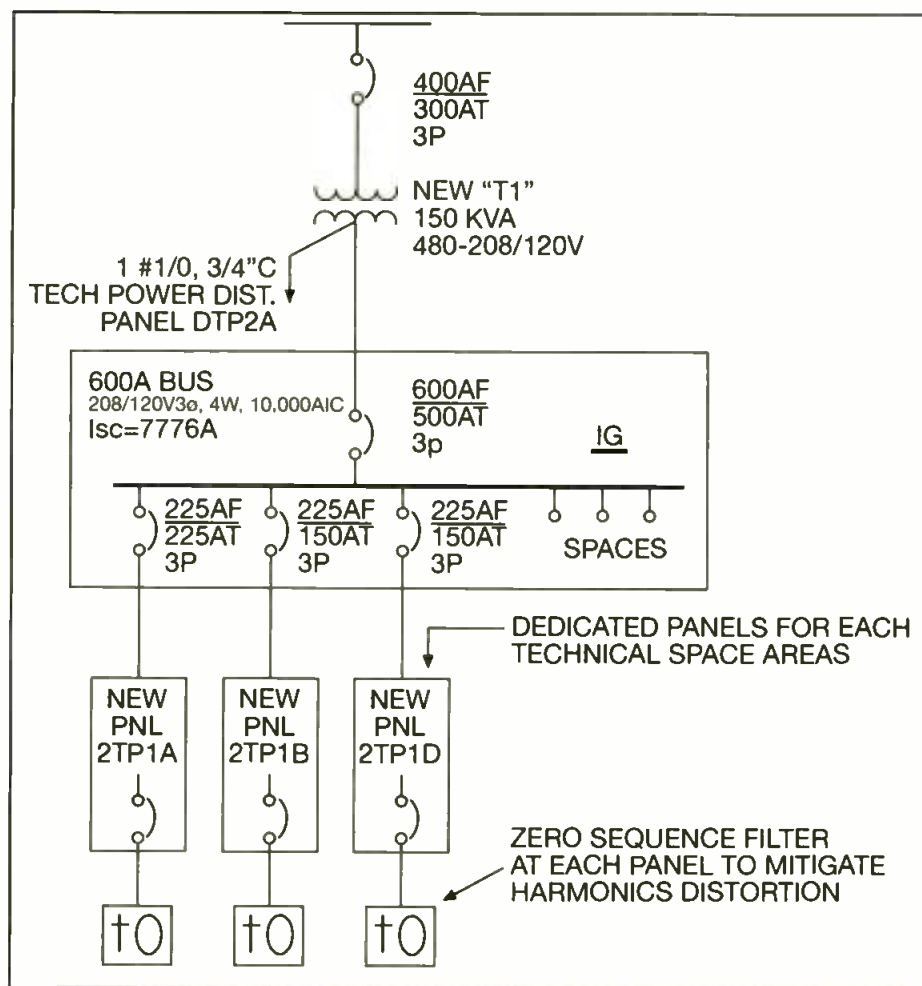 400AF
300AT
3P
NEW “T1”
150 KVA
480-208/120V
1 #1/0, 3/4”C
TECH POWER DIST.
PANEL DTP2A
600A BUS
208/120V3ø, 4W, 10,000AIC
Isc=7776A
600AF
500AT
3p
IG
225AF
225AT
3P
225AF
150AT
3P
225AF
150AT
3P
SPACES
DEDICATED PANELS FOR EACH
TECHNICAL SPACE AREAS
NEW
PNL
2TP1A
NEW
PNL
2TP1B
NEW
PNL
2TP1D
ZERO SEQUENCE FILTER
AT EACH PANEL TO MITIGATE
HARMONICS DISTORTION
†O
†O
†O